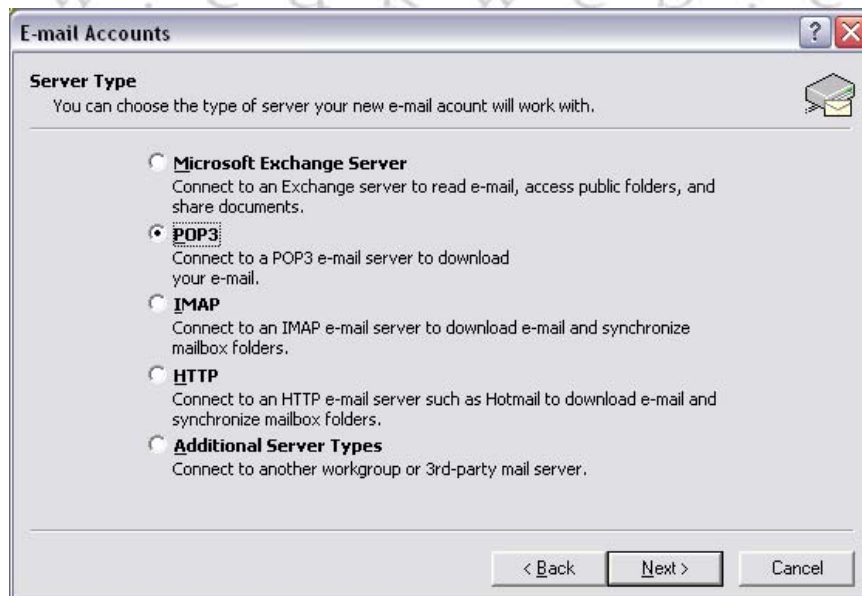 E-mail Accounts
Server Type
You can choose the type of server your new e-mail acount will work with.
Microsoft Exchange Server
Connect to an Exchange server to read e-mail, access public folders, and
share documents.
POP3
Connect to a POP3 e-mail server to download
your e-mail.
IMAP
Connect to an IMAP e-mail server to download e-mail and synchronize
mailbox folders.
HTTP
Connect to an HTTP e-mail server such as Hotmail to download e-mail and
synchronize mailbox folders.
Additional Server Types
Connect to another workgroup or 3rd-party mail server.
< Back Next > Cancel